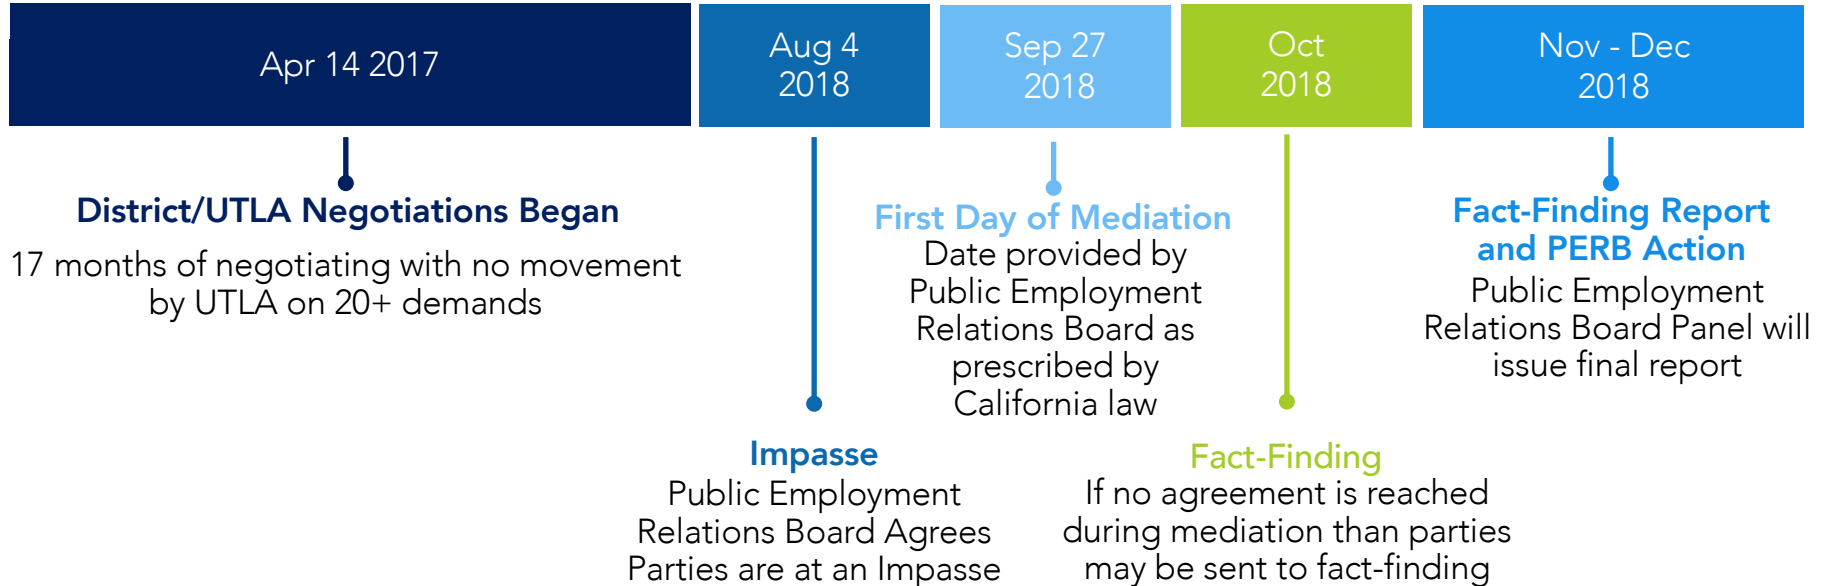 Apr 14 2017
Aug 4
2018
Sep 27
2018
Oct
2018
Nov - Dec
2018
District/UTLA Negotiations Began
17 months of negotiating with no movement
by UTLA on 20+ demands
Impasse
Public Employment
Relations Board Agrees
Parties are at an Impasse
First Day of Mediation
Date provided by
Public Employment
Relations Board as
prescribed by
California law
Fact-Finding
If no agreement is reached
during mediation than parties
may be sent to fact-finding
Fact-Finding Report
and PERB Action
Public Employment
Relations Board Panel will
issue final report